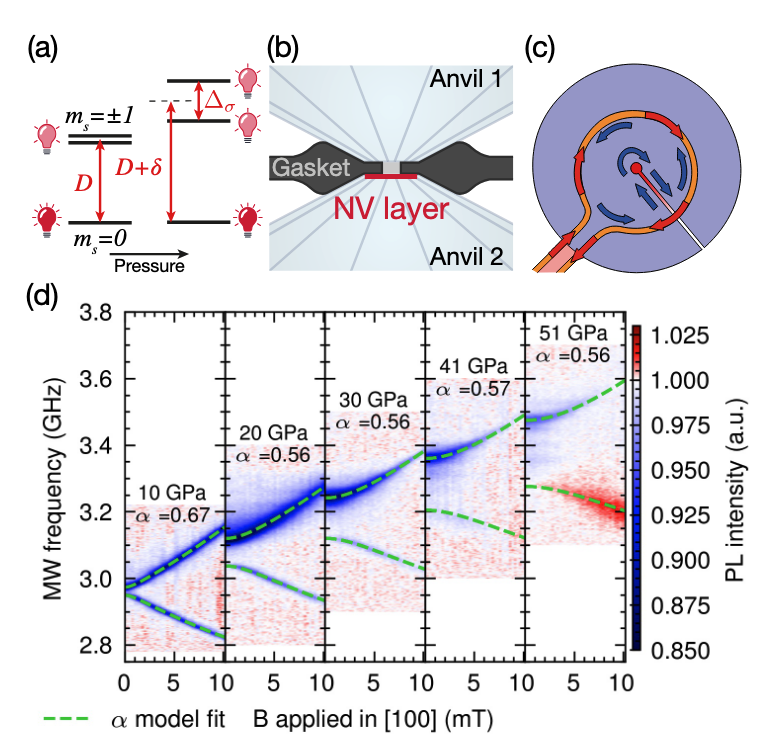 (a)
m_s=±1
D
D+δ
Δ_σ
m_s=0
Pressure
(b)
Anvil 1
Gasket
NV layer
Anvil 2
(c)
(d)
MW frequency (GHz)
3.8
3.6
3.4
3.2
3.0
2.8
10 GPa
α =0.67
20 GPa
α =0.56
30 GPa
α =0.56
41 GPa
α =0.57
51 GPa
α =0.56
0 5 10 5 10 5 10 5 10 5 10
1.025
1.000
0.975
0.950
0.925
0.900
0.875
0.850
PL intensity (a.u.)
α model fit B applied in [100] (mT)